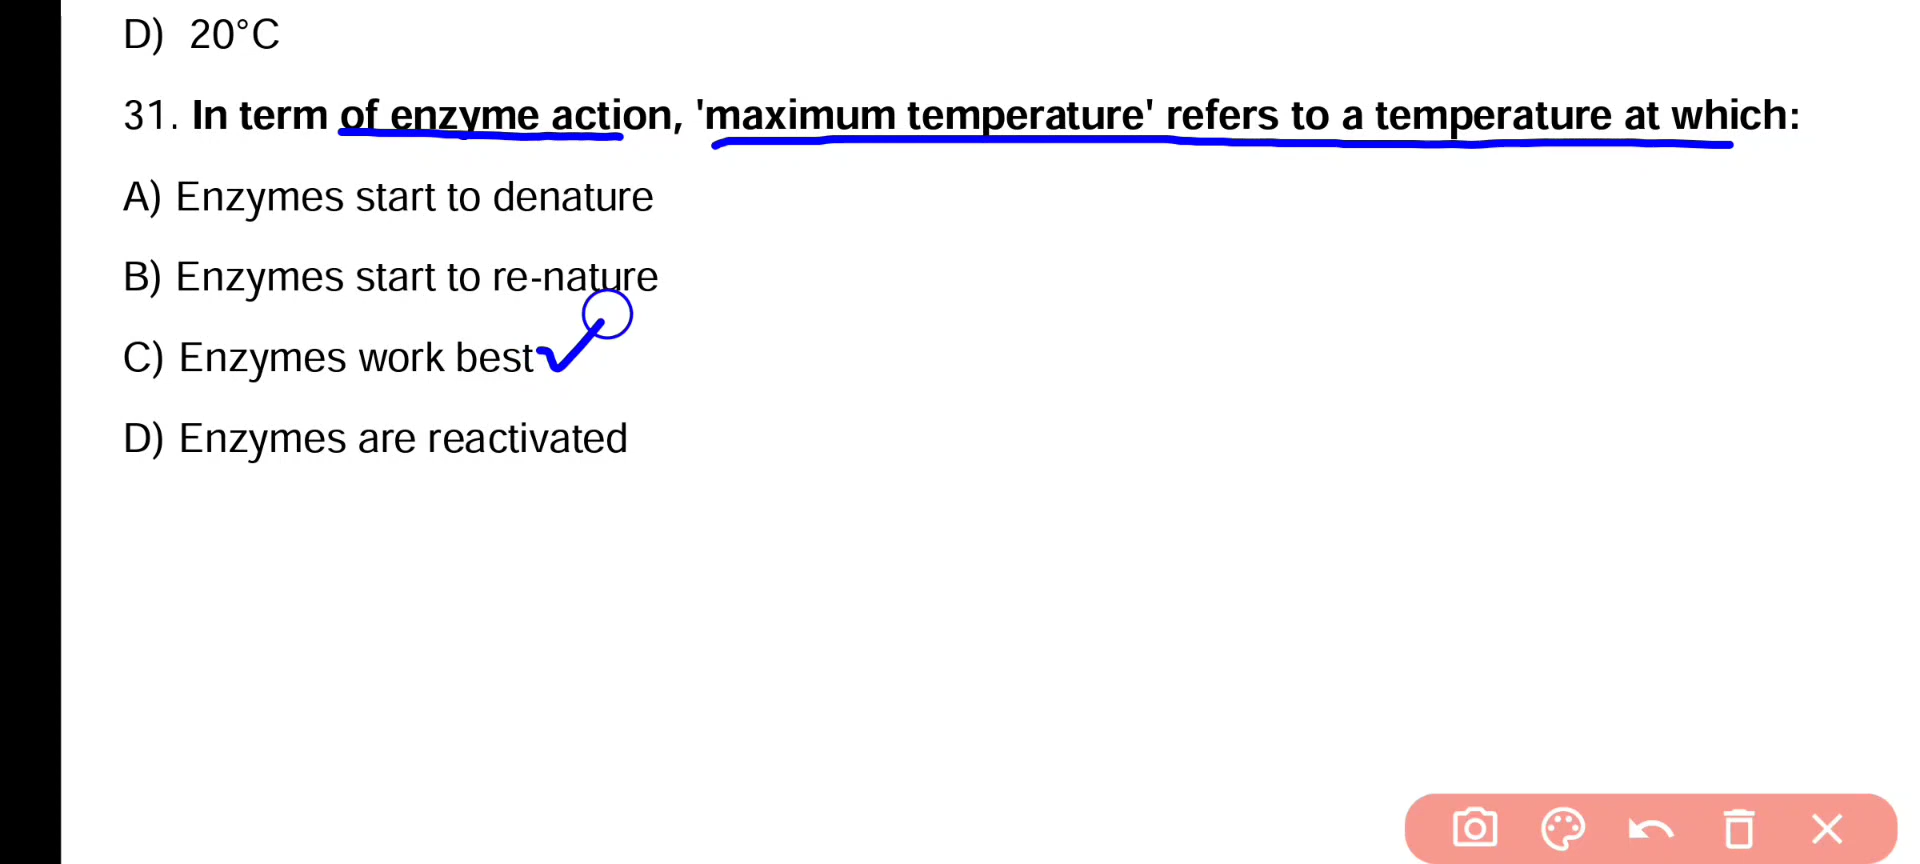 D) 20°C
31. In term of enzyme action, 'maximum temperature' refers to a temperature at which:
A) Enzymes start to denature
B) Enzymes start to re-nature
C) Enzymes work best
D) Enzymes are reactivated